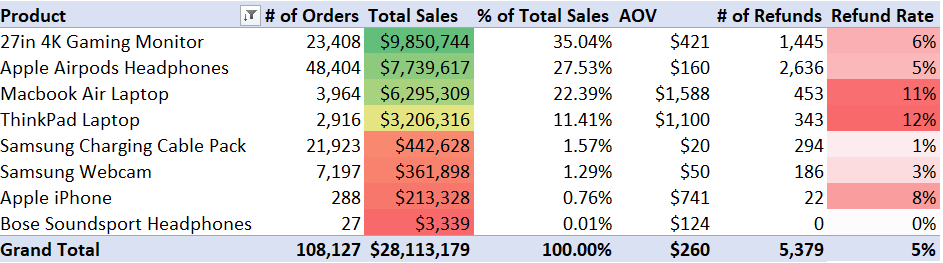 Product # of Orders Total Sales % of Total Sales AOV # of Refunds Refund Rate
27in 4K Gaming Monitor 23,408 $9,850,744 35.04% $421 1,445 6%
Apple Airpods Headphones 48,404 $7,739,617 27.53% $160 2,636 5%
Macbook Air Laptop 3,964 $6,295,309 22.39% $1,588 453 11%
ThinkPad Laptop 2,916 $3,206,316 11.41% $1,100 343 12%
Samsung Charging Cable Pack 21,923 $442,628 1.57% $20 294 1%
Samsung Webcam 7,197 $361,898 1.29% $50 186 3%
Apple iPhone 288 $213,328 0.76% $741 22 8%
Bose Soundsport Headphones 27 $3,339 0.01% $124 0 0%
Grand Total 108,127 $28,113,179 100.00% $260 5,379 5%